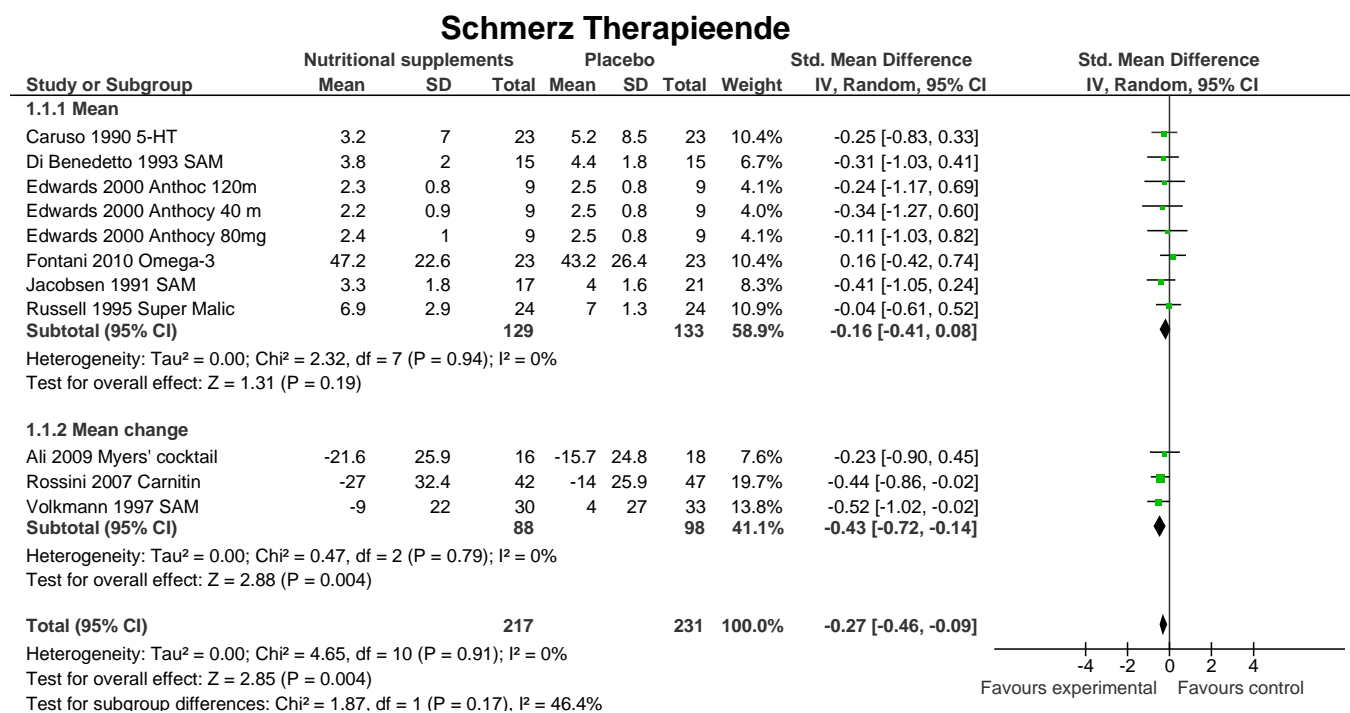 Schmerz Therapieende
Nutritional supplements Placebo Std. Mean Difference Std. Mean Difference
Study or Subgroup Mean SD Total Mean SD Total Weight IV, Random, 95% CI IV, Random, 95% CI
1.1.1 Mean
Caruso 1990 5-HT 3.2 7 23 5.2 8.5 23 10.4% -0.25 [-0.83, 0.33]
Di Benedetto 1993 SAM 3.8 2 15 4.4 1.8 15 6.7% -0.31 [-1.03, 0.41]
Edwards 2000 Anthoc 120m 2.3 0.8 9 2.5 0.8 9 4.1% -0.24 [-1.17, 0.69]
Edwards 2000 Anthocy 40 m 2.2 0.9 9 2.5 0.8 9 4.0% -0.34 [-1.27, 0.60]
Edwards 2000 Anthocy 80mg 2.4 1 9 2.5 0.8 9 4.1% -0.11 [-1.03, 0.82]
Fontani 2010 Omega-3 47.2 22.6 23 43.2 26.4 23 10.4% 0.16 [-0.42, 0.74]
Jacobsen 1991 SAM 3.3 1.8 17 4 1.6 21 8.3% -0.41 [-1.05, 0.24]
Russell 1995 Super Malic 6.9 2.9 24 7 1.3 24 10.9% -0.04 [-0.61, 0.52]
Subtotal (95% CI) 129 133 58.9% -0.16 [-0.41, 0.08]
Heterogeneity: Tau² = 0.00; Chi² = 2.32, df = 7 (P = 0.94); I² = 0%
Test for overall effect: Z = 1.31 (P = 0.19)
1.1.2 Mean change
Ali 2009 Myers' cocktail -21.6 25.9 16 -15.7 24.8 18 7.6% -0.23 [-0.90, 0.45]
Rossini 2007 Carnitin -27 32.4 42 -14 25.9 47 19.7% -0.44 [-0.86, -0.02]
Volkmann 1997 SAM -9 22 30 4 27 33 13.8% -0.52 [-1.02, -0.02]
Subtotal (95% CI) 88 98 41.1% -0.43 [-0.72, -0.14]
Heterogeneity: Tau² = 0.00; Chi² = 0.47, df = 2 (P = 0.79); I² = 0%
Test for overall effect: Z = 2.88 (P = 0.004)
Total (95% CI) 217 231 100.0% -0.27 [-0.46, -0.09]
Heterogeneity: Tau² = 0.00; Chi² = 4.65, df = 10 (P = 0.91); I² = 0%
Test for overall effect: Z = 2.85 (P = 0.004)
Test for subgroup differences: Chi² = 1.87, df = 1 (P = 0.17), I² = 46.4%
-4 -2 0 2 4
Favours experimental Favours control